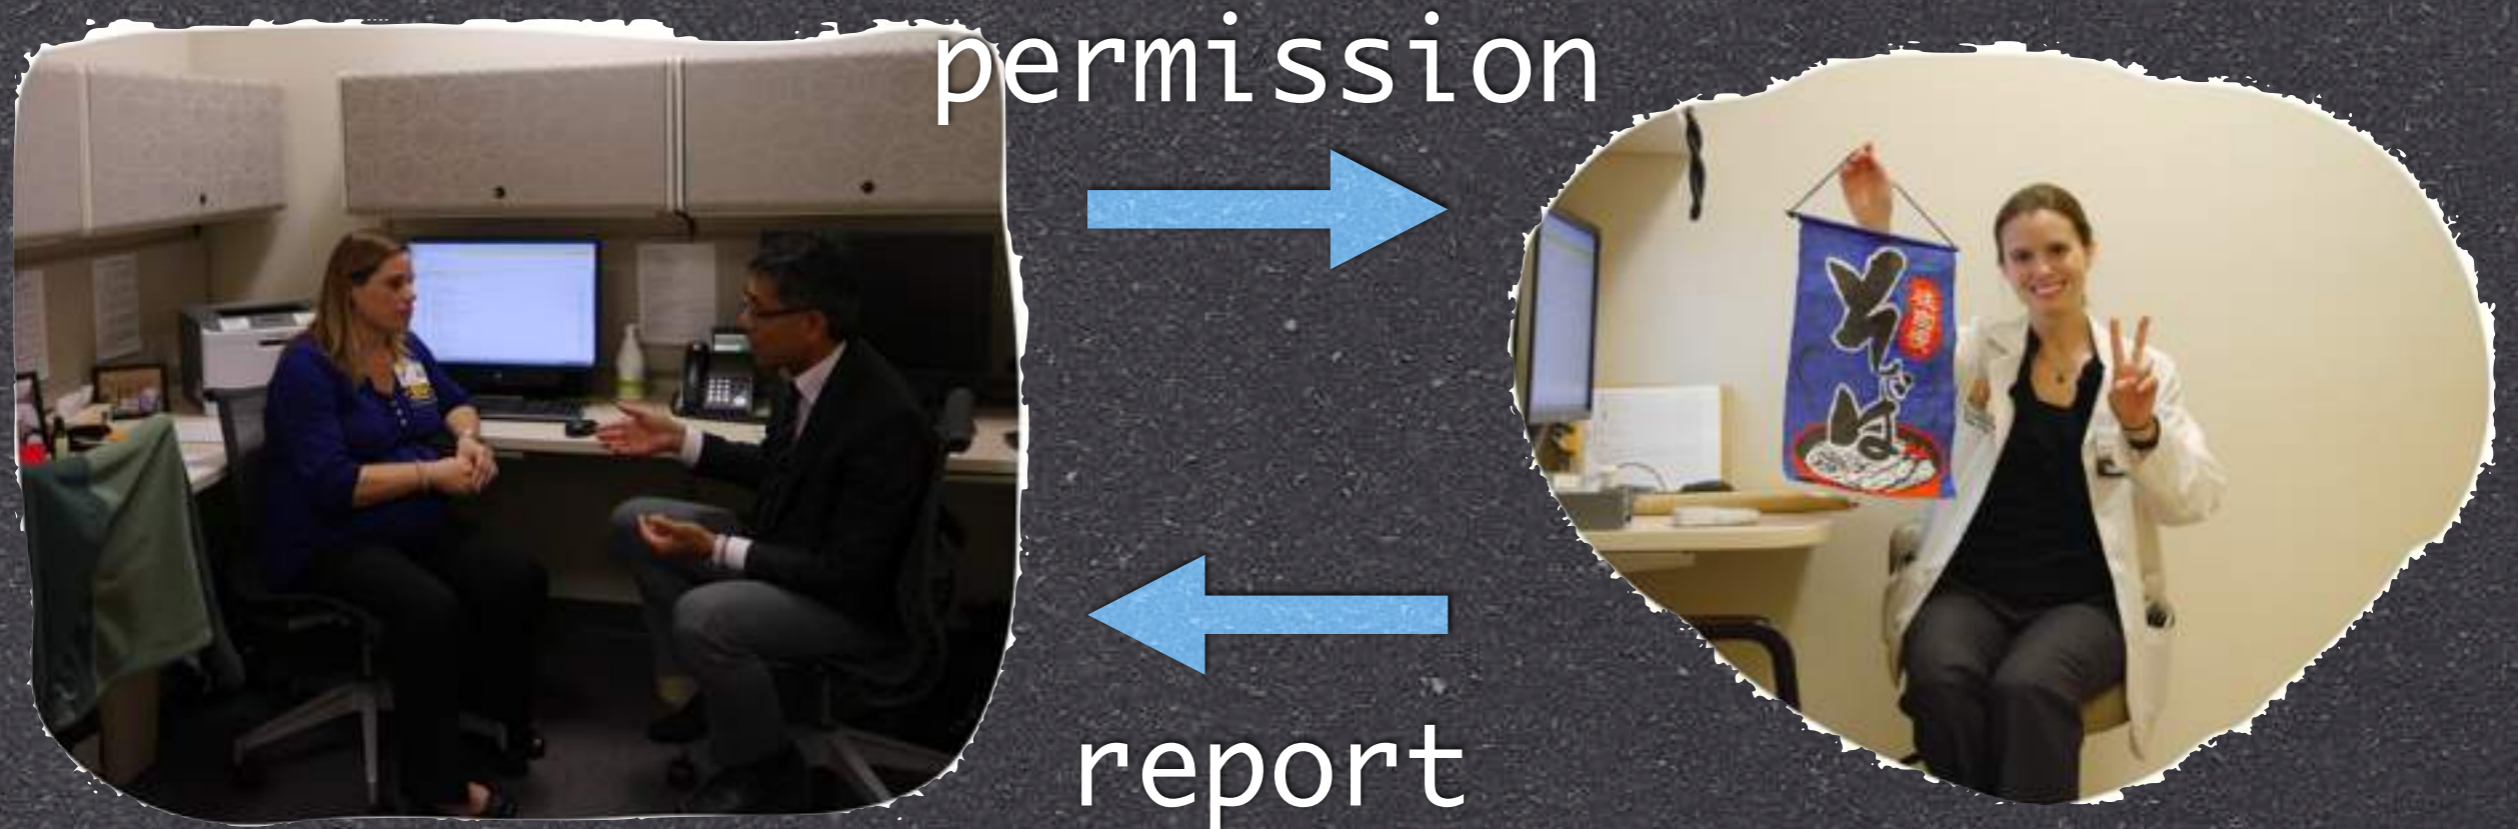 permission
そば
report